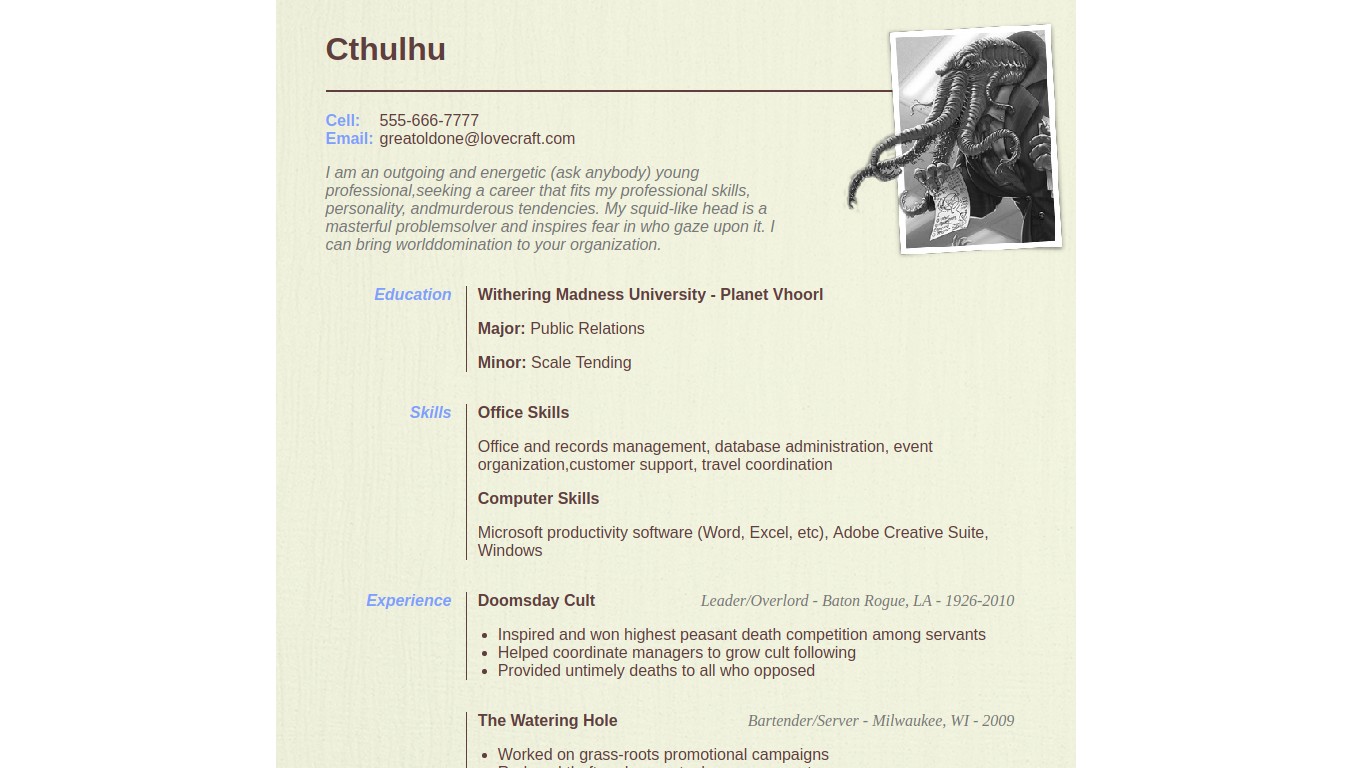 Cthulhu
Cell: 555-666-7777
Email: greatoldone@lovecraft.com
I am an outgoing and energetic (ask anybody) young
professional,seeking a career that fits my professional skills,
personality, andmurderous tendencies. My squid-like head is a
masterful problemsolver and inspires fear in who gaze upon it. I
can bring worlddomination to your organization.
Education
Withering Madness University - Planet Vhoorl
Major: Public Relations
Minor: Scale Tending
Skills
Office Skills
Office and records management, database administration, event
organization,customer support, travel coordination
Computer Skills
Microsoft productivity software (Word, Excel, etc), Adobe Creative Suite,
Windows
Experience
Doomsday Cult Leader/Overlord - Baton Rogue, LA - 1926-2010
Inspired and won highest peasant death competition among servants
Helped coordinate managers to grow cult following
Provided untimely deaths to all who opposed
The Watering Hole Bartender/Server - Milwaukee, WI - 2009
Worked on grass-roots promotional campaigns